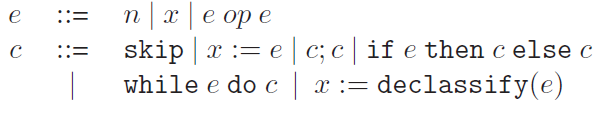 e ::= n | x | e op e
c ::= skip | x := e | c; c | if e then c else c
| while e do c | x := declassify(e)